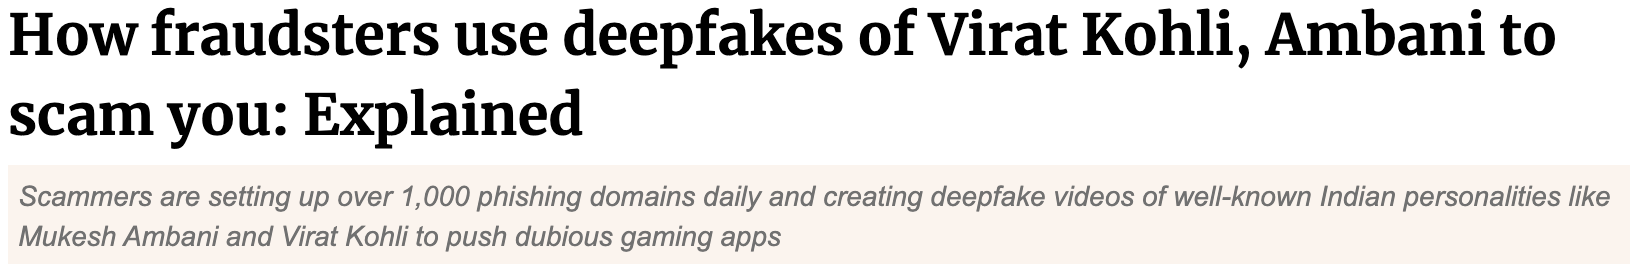 How fraudsters use deepfakes of Virat Kohli, Ambani to
scam you: Explained
Scammers are setting up over 1,000 phishing domains daily and creating deepfake videos of well-known Indian personalities like
Mukesh Ambani and Virat Kohli to push dubious gaming apps